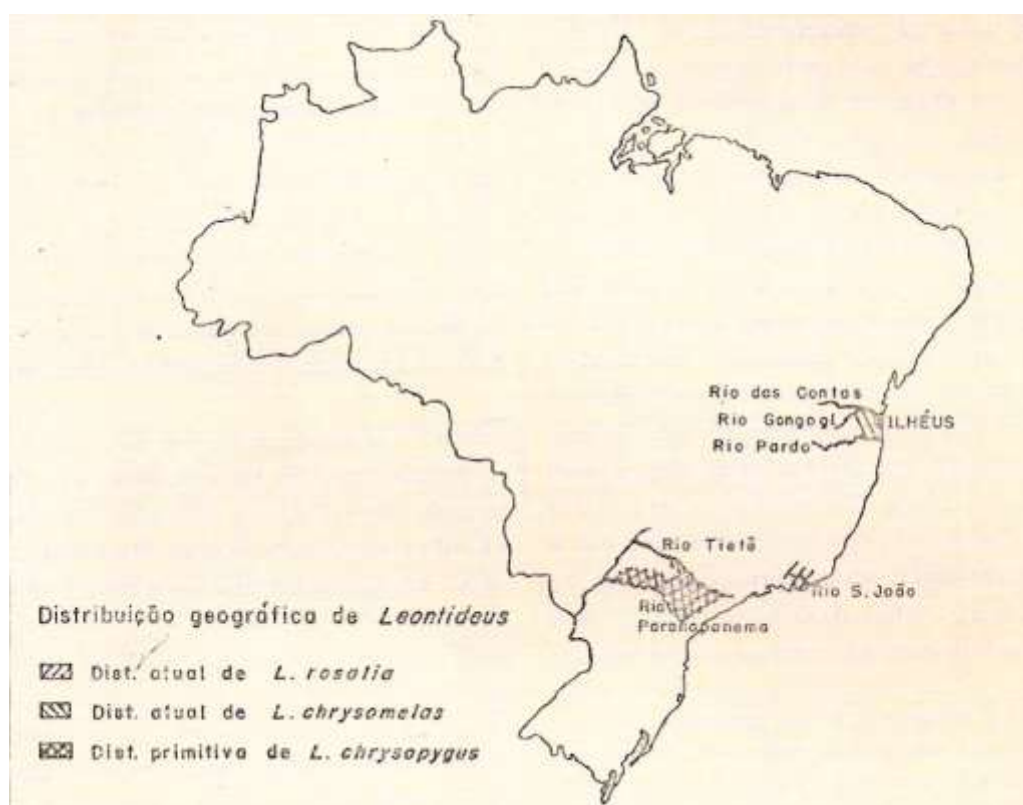 Rio das Contas
Rio Gongogí
ILHÉUS
Rio Pardo
Rio Tietê
Rio S. João
Rio
Paranapanema
Distribuição geográfica de Leontideus
Dist. atual de L. rosalia
Dist. atual de L. chrysomelas
Dist. primitiva de L. chrysopygus